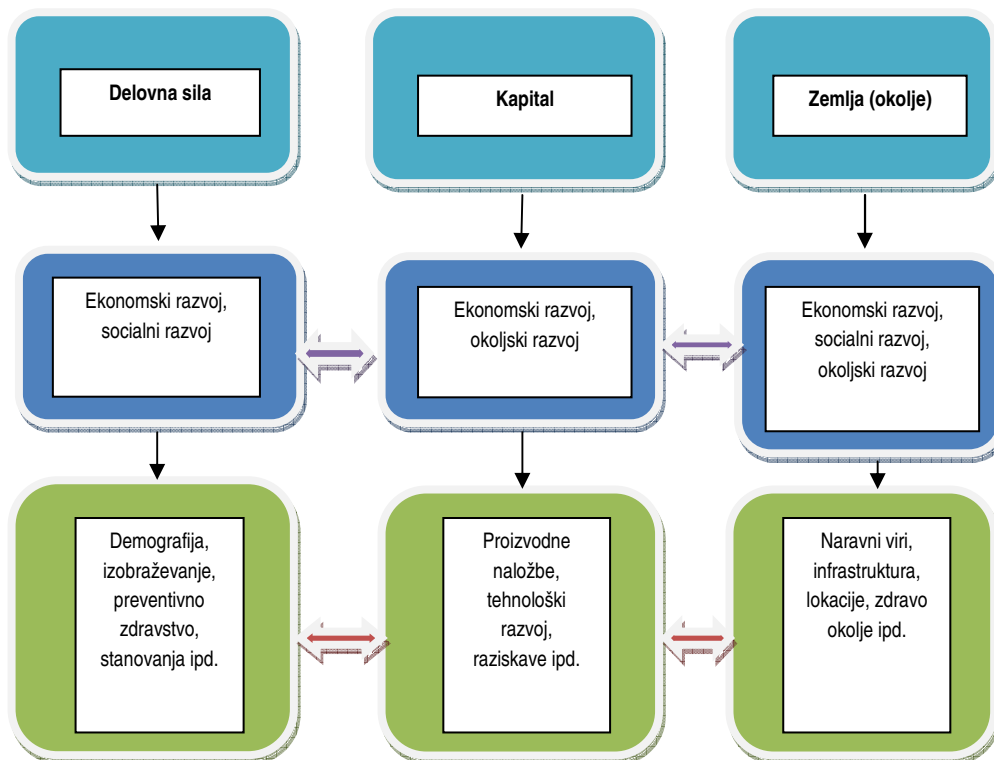 Delovna sila
Kapital
Zemlja (okolje)
Ekonomski razvoj,
socialni razvoj
Ekonomski razvoj,
okoljski razvoj
Ekonomski razvoj,
socialni razvoj,
okoljski razvoj
Demografija,
izobraževanje,
preventivno
zdravstvo,
stanovanja ipd.
Proizvodne
naložbe,
tehnološki
razvoj,
raziskave ipd.
Naravni viri,
infrastruktura,
lokacije, zdravo
okolje ipd.